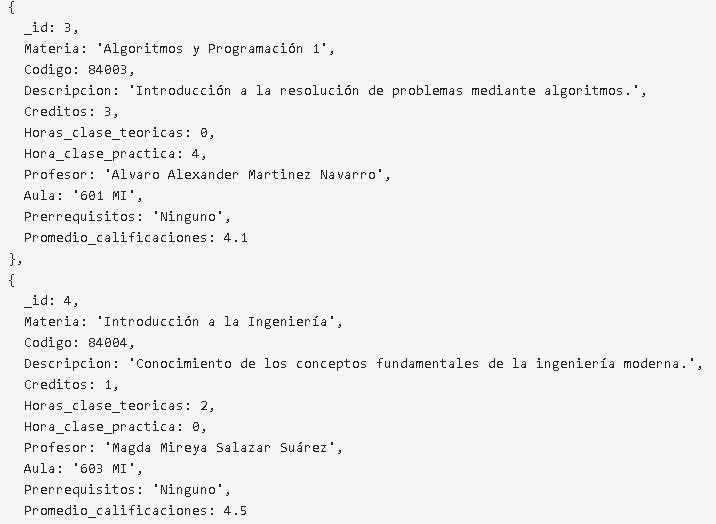 {
_id: 3,
Materia: 'Algoritmos y Programación 1',
Codigo: 84003,
Descripcion: 'Introducción a la resolución de problemas mediante algoritmos.',
Creditos: 3,
Horas_clase_teoricas: 0,
Hora_clase_practica: 4,
Profesor: 'Alvaro Alexander Martinez Navarro',
Aula: '601 MI',
Prerrequisitos: 'Ninguno',
Promedio_calificaciones: 4.1
},
{
_id: 4,
Materia: 'Introducción a la Ingeniería',
Codigo: 84004,
Descripcion: 'Conocimiento de los conceptos fundamentales de la ingeniería moderna.',
Creditos: 1,
Horas_clase_teoricas: 2,
Hora_clase_practica: 0,
Profesor: 'Magda Mireya Salazar Suárez',
Aula: '603 MI',
Prerrequisitos: 'Ninguno',
Promedio_calificaciones: 4.5